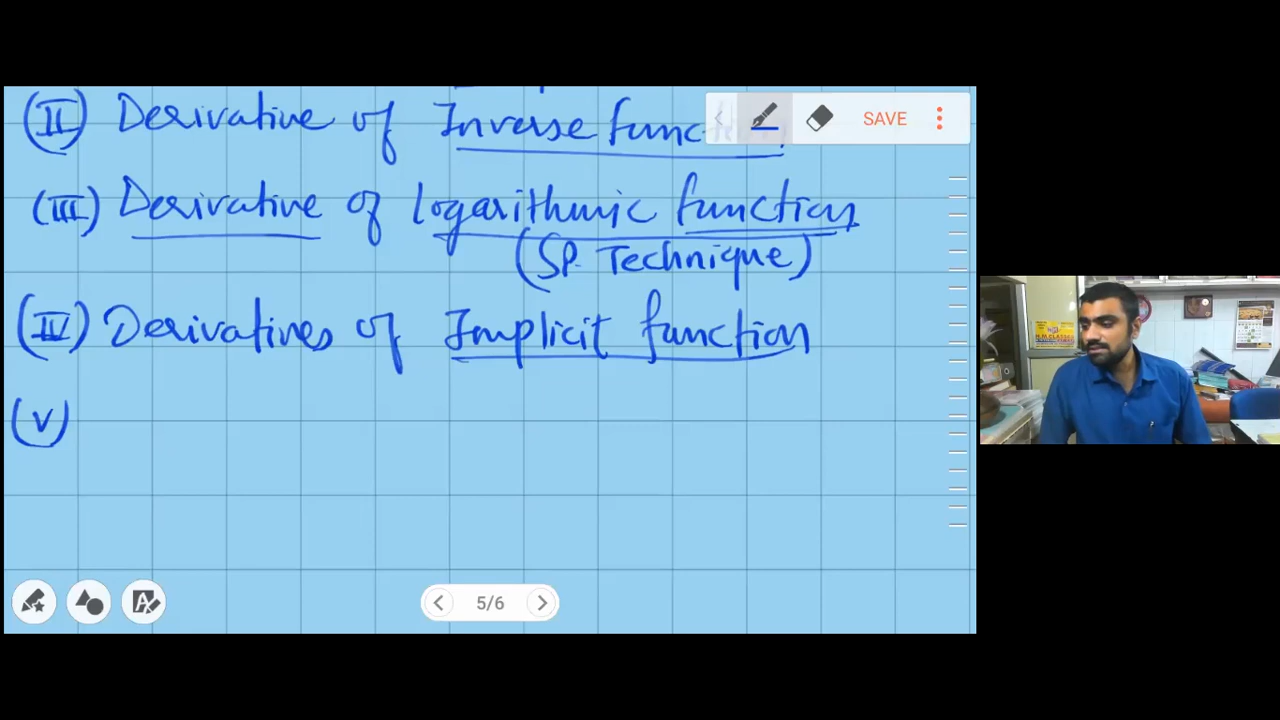 (II) Derivative of Inverse func
SAVE
(III) Derivative of logarithmic function
(SP. Technique)
(IV) Derivatives of Implicit function
(V)
5/6
H.M.CLASSES